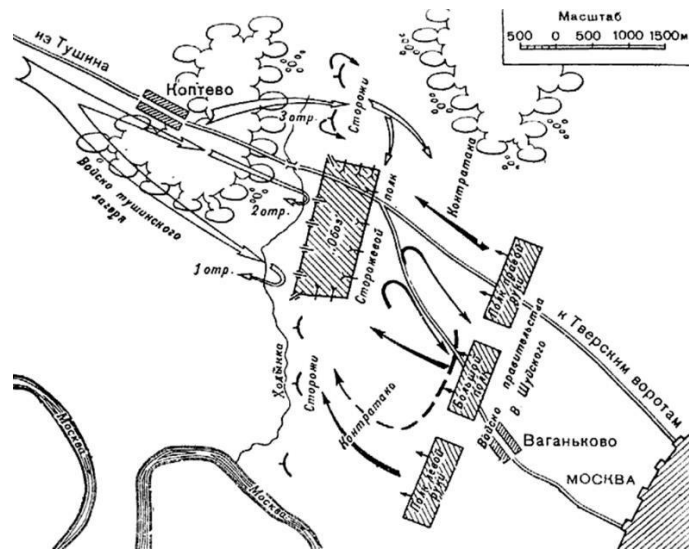 Масштаб
500 0 500 1000 1500м
из Тушина
Коптево
3 отр.
Сторожи
Войско тушинского
лагеря
2 отр.
Обоз
Сторожевой
полк
Контратака
1 отр.
Полк правой
руки
к Тверским воротам
Ходынка
Сторожи
Контратака
Большой
полк
Войско
правительства
В. Шуйского
Полк левой
руки
Ваганьково
МОСКВА
Москва
Москва